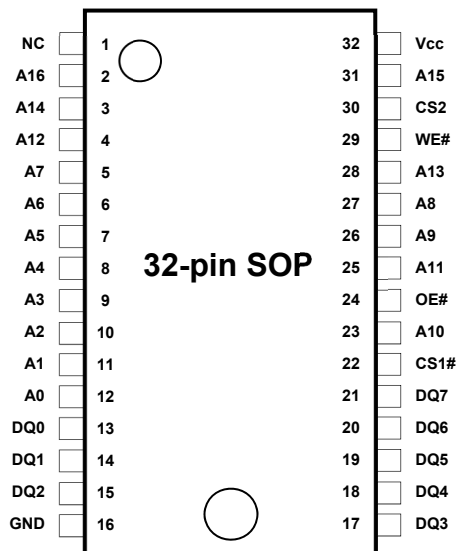 NC 1 32 Vcc
A16 2 31 A15
A14 3 30 CS2
A12 4 29 WE#
A7 5 28 A13
A6 6 27 A8
A5 7 26 A9
A4 8 32-pin SOP 25 A11
A3 9 24 OE#
A2 10 23 A10
A1 11 22 CS1#
A0 12 21 DQ7
DQ0 13 20 DQ6
DQ1 14 19 DQ5
DQ2 15 18 DQ4
GND 16 17 DQ3